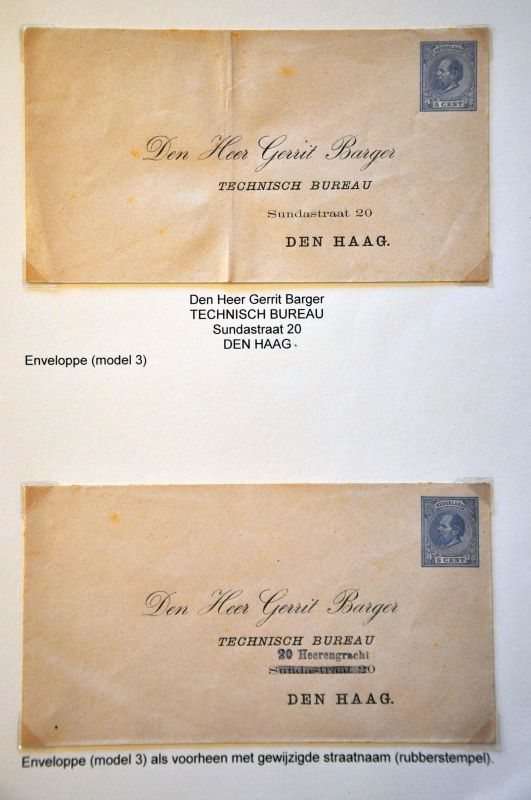 NEDERLAND
5 CENT
Den Heer Gerrit Barger
TECHNISCH BUREAU
Sundastraat 20
DEN HAAG.
Den Heer Gerrit Barger
TECHNISCH BUREAU
Sundastraat 20
DEN HAAG.
Enveloppe (model 3)
NEDERLAND
5 CENT
Den Heer Gerrit Barger
TECHNISCH BUREAU
20 Heerengracht
Sundastraat 20
DEN HAAG.
Enveloppe (model 3) als voorheen met gewijzigde straatnaam (rubberstempel).